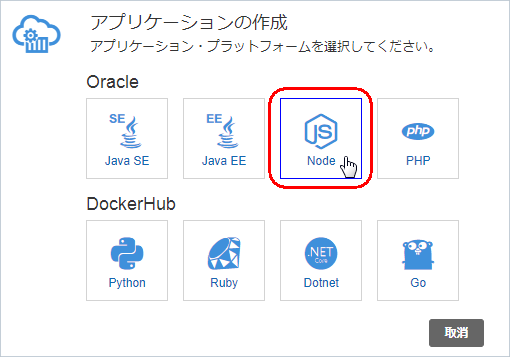 アプリケーションの作成
アプリケーション・プラットフォームを選択してください。
Oracle
SE EE JS php
Java SE Java EE Node PHP
DockerHub
.NET
Core
Python Ruby Dotnet Go
取消